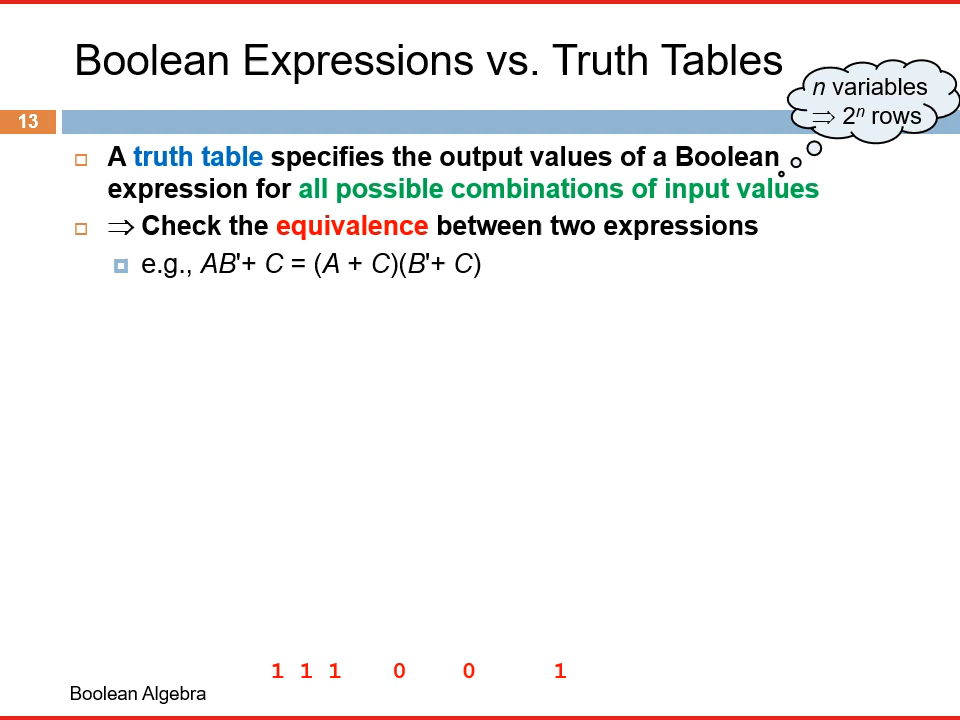 Boolean Expressions vs. Truth Tables
n variables
⇒ 2ⁿ rows
13
A truth table specifies the output values of a Boolean
expression for all possible combinations of input values
⇒ Check the equivalence between two expressions
e.g., AB'+ C = (A + C)(B'+ C)
1 1 1 0 0 1
Boolean Algebra